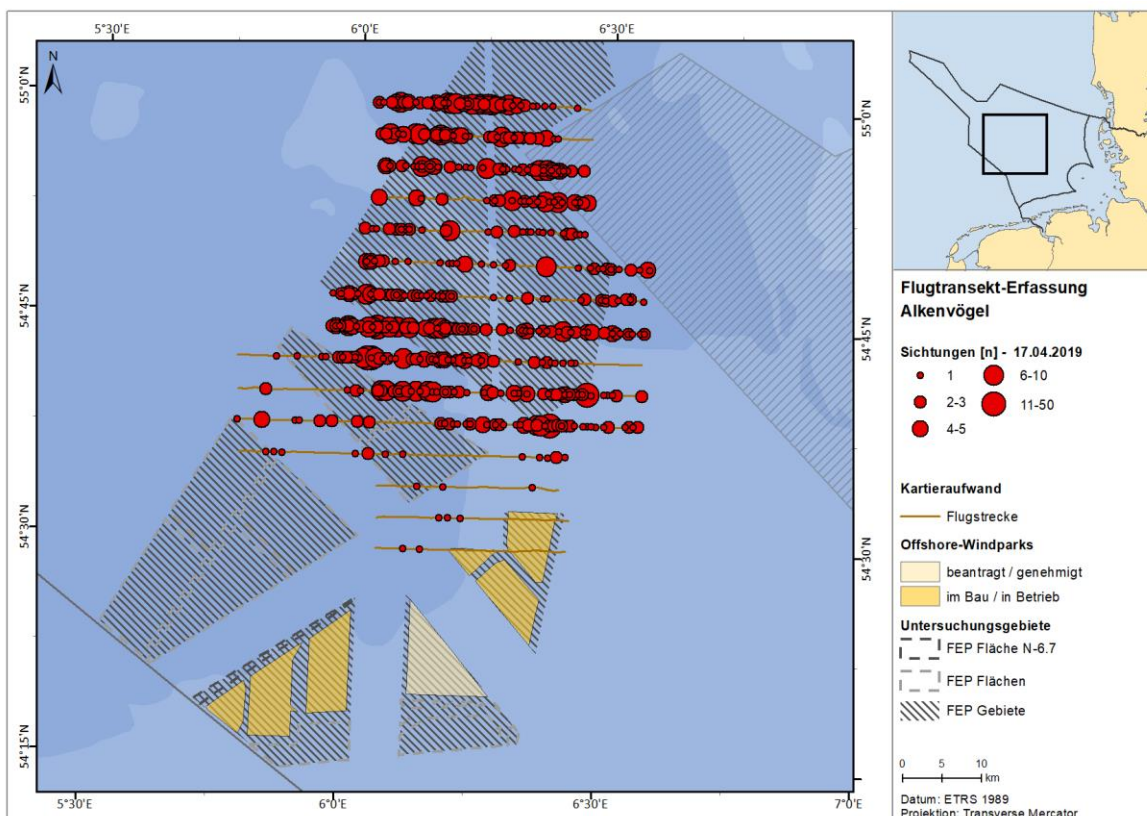 5°30'E
6°0'E
6°30'E
N
55°0'N
55°0'N
54°45'N
54°45'N
54°30'N
54°30'N
54°15'N
5°30'E
6°0'E
6°30'E
7°0'E
Flugtransekt-Erfassung
Alkenvögel
Sichtungen [n] - 17.04.2019
1
6-10
2-3
11-50
4-5
Kartieraufwand
Flugstrecke
Offshore-Windparks
beantragt / genehmigt
im Bau / in Betrieb
Untersuchungsgebiete
FEP Fläche N-6.7
FEP Flächen
FEP Gebiete
0 5 10
km
Datum: ETRS 1989
Projektion: Transverse Mercator